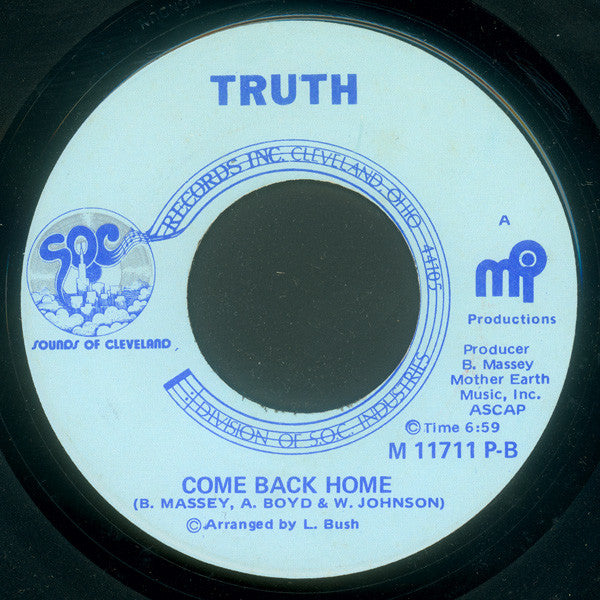 TRUTH
RECORDS INC. CLEVELAND, OHIO 44105
SOC
SOUNDS OF CLEVELAND
A
mp
Productions
Producer
B. Massey
Mother Earth
Music, Inc.
ASCAP
©Time 6:59
M 11711 P-B
A DIVISION OF S.O.C. INDUSTRIES
COME BACK HOME
(B. MASSEY, A. BOYD & W. JOHNSON)
©Arranged by L. Bush